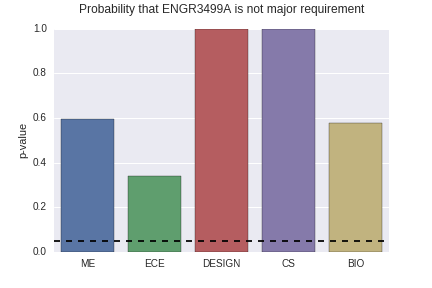 Probability that ENGR3499A is not major requirement
1.0
0.8
0.6
0.4
0.2
0.0
p-value
ME ECE DESIGN CS BIO